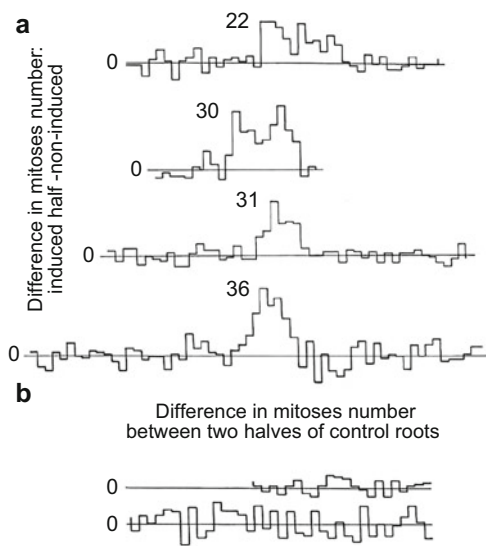 a
Difference in mitoses number:
induced half -non-induced
22
0
30
0
31
0
36
0
b
Difference in mitoses number
between two halves of control roots
0
0